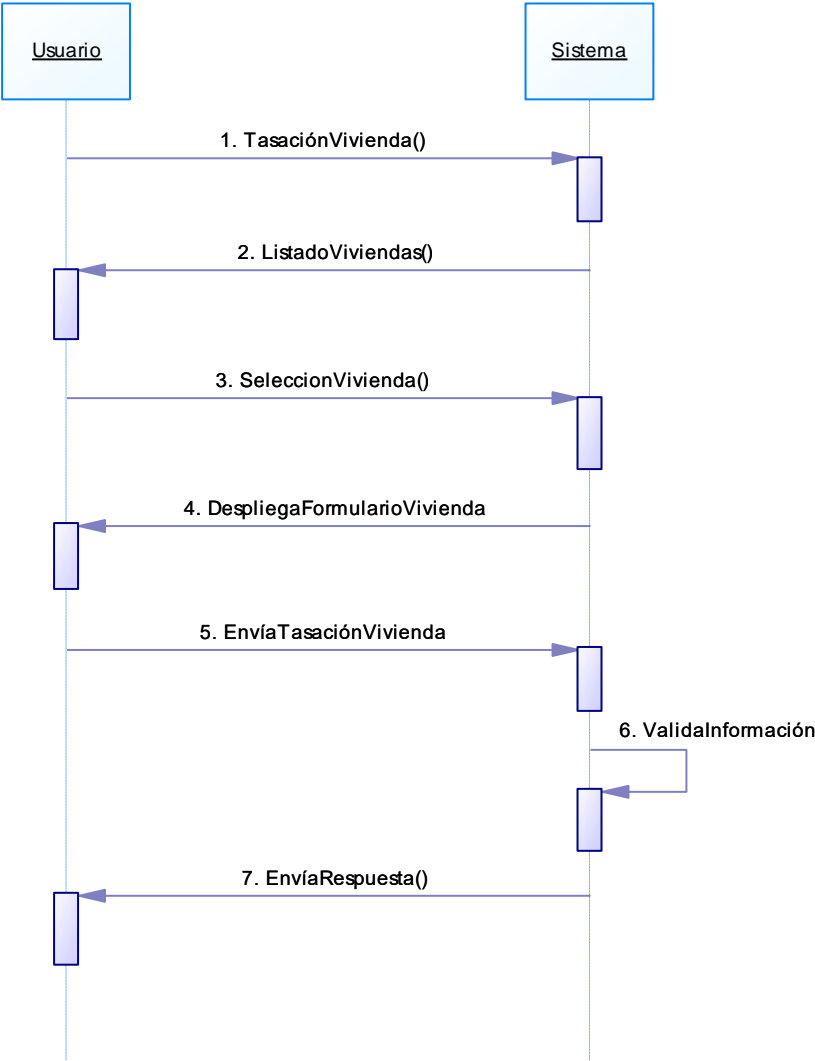 Usuario
Sistema
1. TasaciónVivienda()
2. ListadoViviendas()
3. SeleccionVivienda()
4. DespliegaFormularioVivienda
5. EnvíaTasaciónVivienda
6. ValidaInformación
7. EnvíaRespuesta()